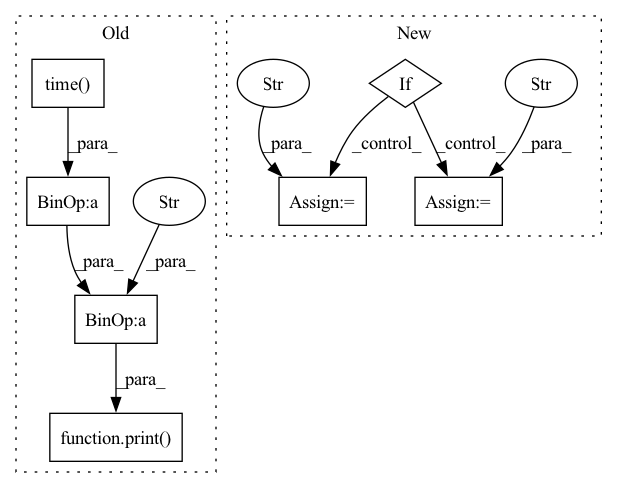 Old
New
time()
Str
If
Str
_para_
_para_
_control_
_control_
_para_
BinOp:a
Str
Assign:=
Assign:=
_para_
_para_
BinOp:a
_para_
function.print()